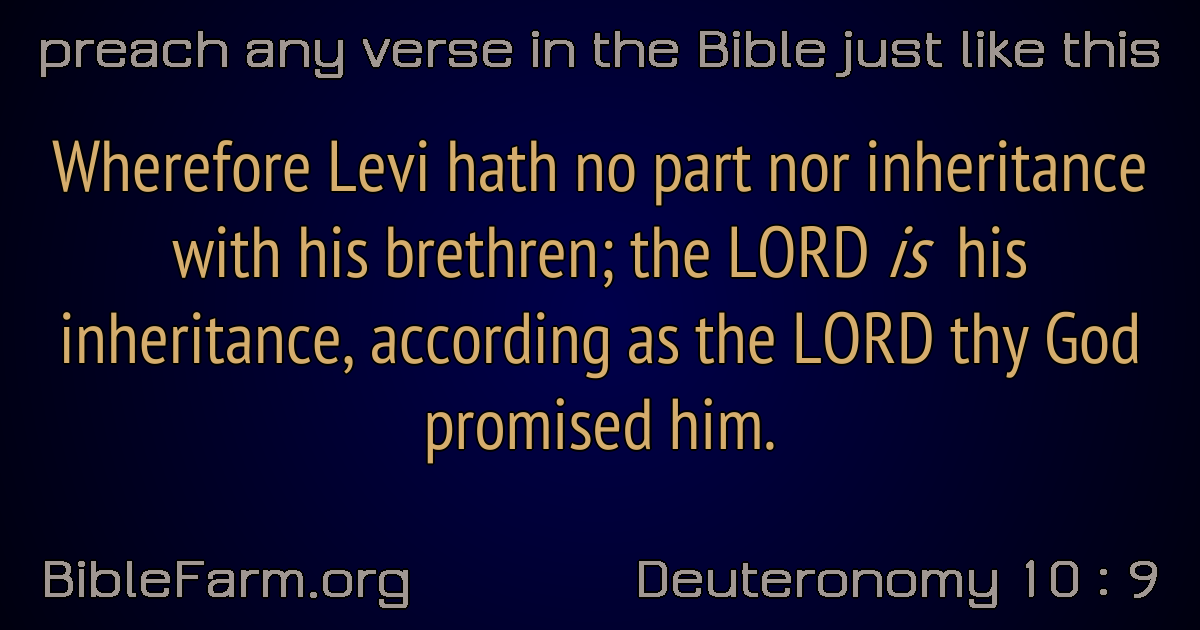 preach any verse in the Bible just like this
Wherefore Levi hath no part nor inheritance
with his brethren; the LORD is his
inheritance, according as the LORD thy God
promised him.
BibleFarm.org
Deuteronomy 10 : 9